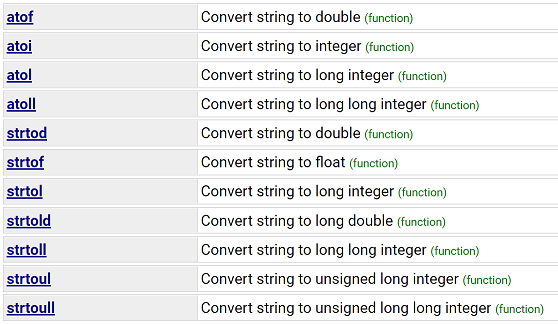 atof Convert string to double (function)
atoi Convert string to integer (function)
atol Convert string to long integer (function)
atoll Convert string to long long integer (function)
strtod Convert string to double (function)
strtof Convert string to float (function)
strtol Convert string to long integer (function)
strtold Convert string to long double (function)
strtoll Convert string to long long integer (function)
strtoul Convert string to unsigned long integer (function)
strtoull Convert string to unsigned long long integer (function)